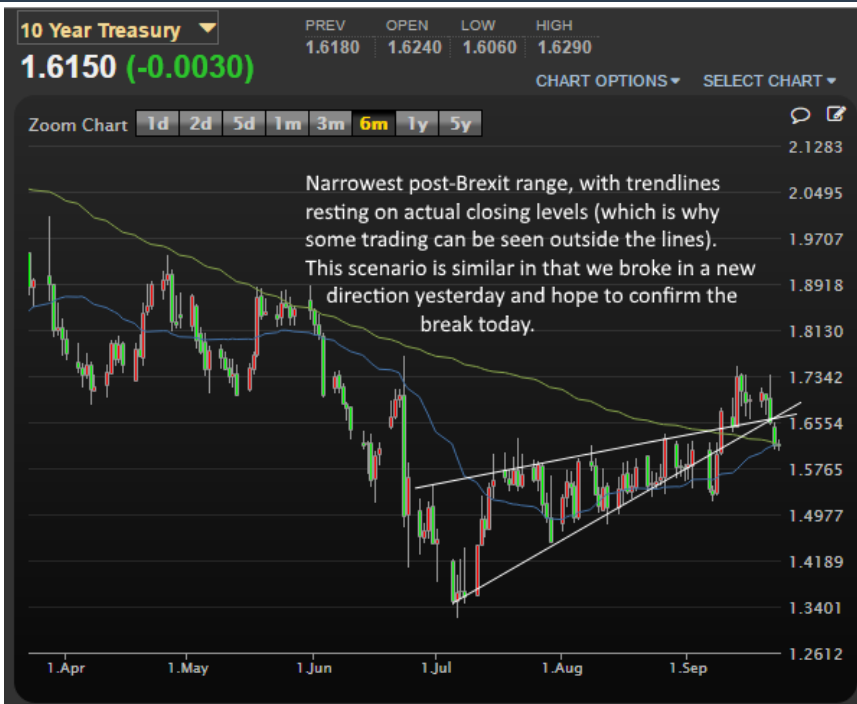 10 Year Treasury
PREV OPEN LOW HIGH
1.6180 1.6240 1.6060 1.6290
1.6150 (-0.0030)
CHART OPTIONS SELECT CHART
Zoom Chart 1d 2d 5d 1m 3m 6m 1y 5y
Narrowest post-Brexit range, with trendlines
resting on actual closing levels (which is why
some trading can be seen outside the lines).
This scenario is similar in that we broke in a new
direction yesterday and hope to confirm the
break today.
2.1283
2.0495
1.9707
1.8918
1.8130
1.7342
1.6554
1.5765
1.4977
1.4189
1.3401
1.2612
1.Apr 1.May 1.Jun 1.Jul 1.Aug 1.Sep